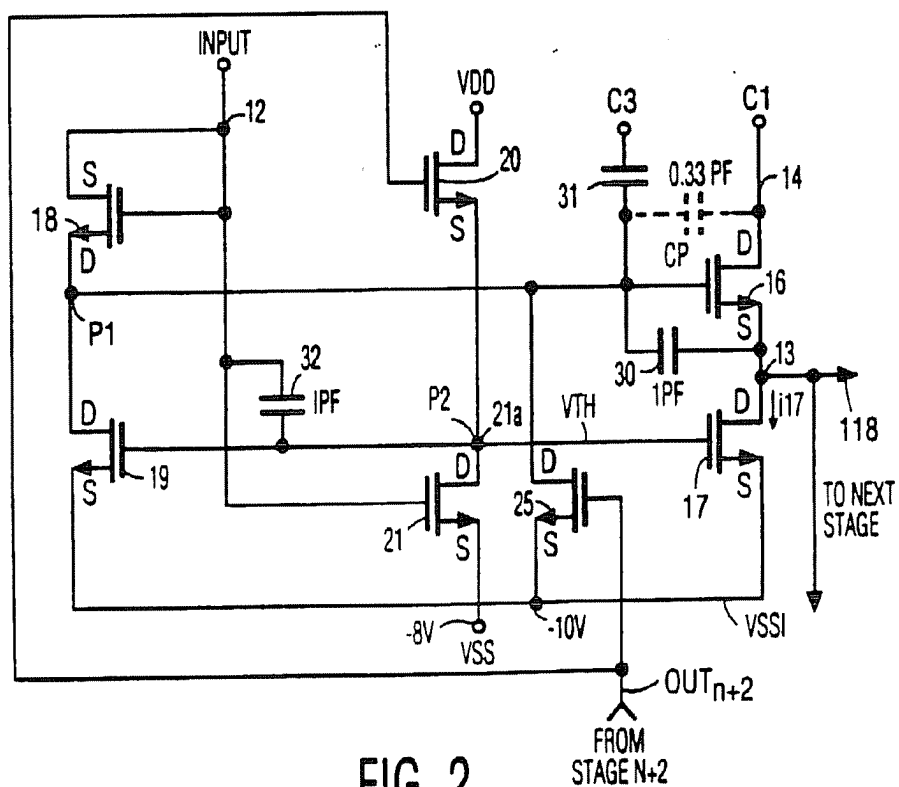 INPUT
VDD
C3
C1
12
D
20
S
31
0.33 PF
14
CP
S
18
D
D
16
S
P1
32
1PF
30
1PF
13
P2
21a
VTH
D
i17
118
D
19
S
D
21
S
D
25
S
17
S
TO NEXT
STAGE
-8V
VSS
-10V
VSS1
OUTn+2
FROM
STAGE N+2
FIG. 2